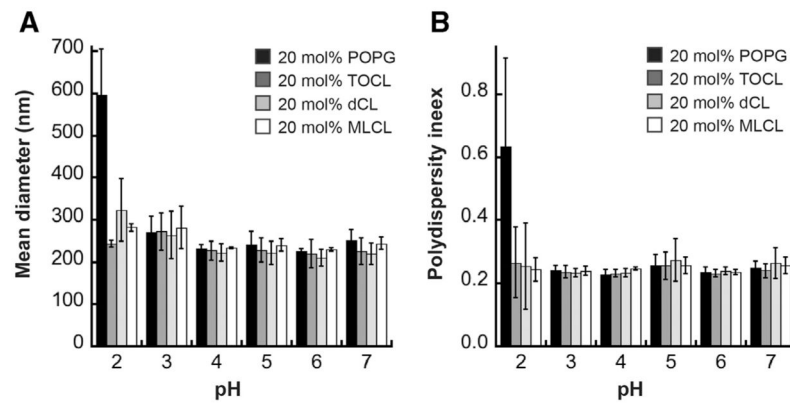 A
Mean diameter (nm)
700
600
500
400
300
200
100
0
20 mol% POPG
20 mol% TOCL
20 mol% dCL
20 mol% MLCL
2 3 4 5 6 7
pH
B
Polydispersity ineex
0.8
0.6
0.4
0.2
0.0
20 mol% POPG
20 mol% TOCL
20 mol% dCL
20 mol% MLCL
2 3 4 5 6 7
pH